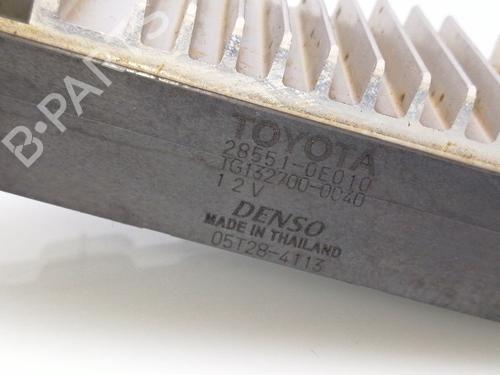 B-PARTS
TOYOTA
28551-0E010
TG132700-0040
12V
DENSO
MADE IN THAILAND
05T28-4113